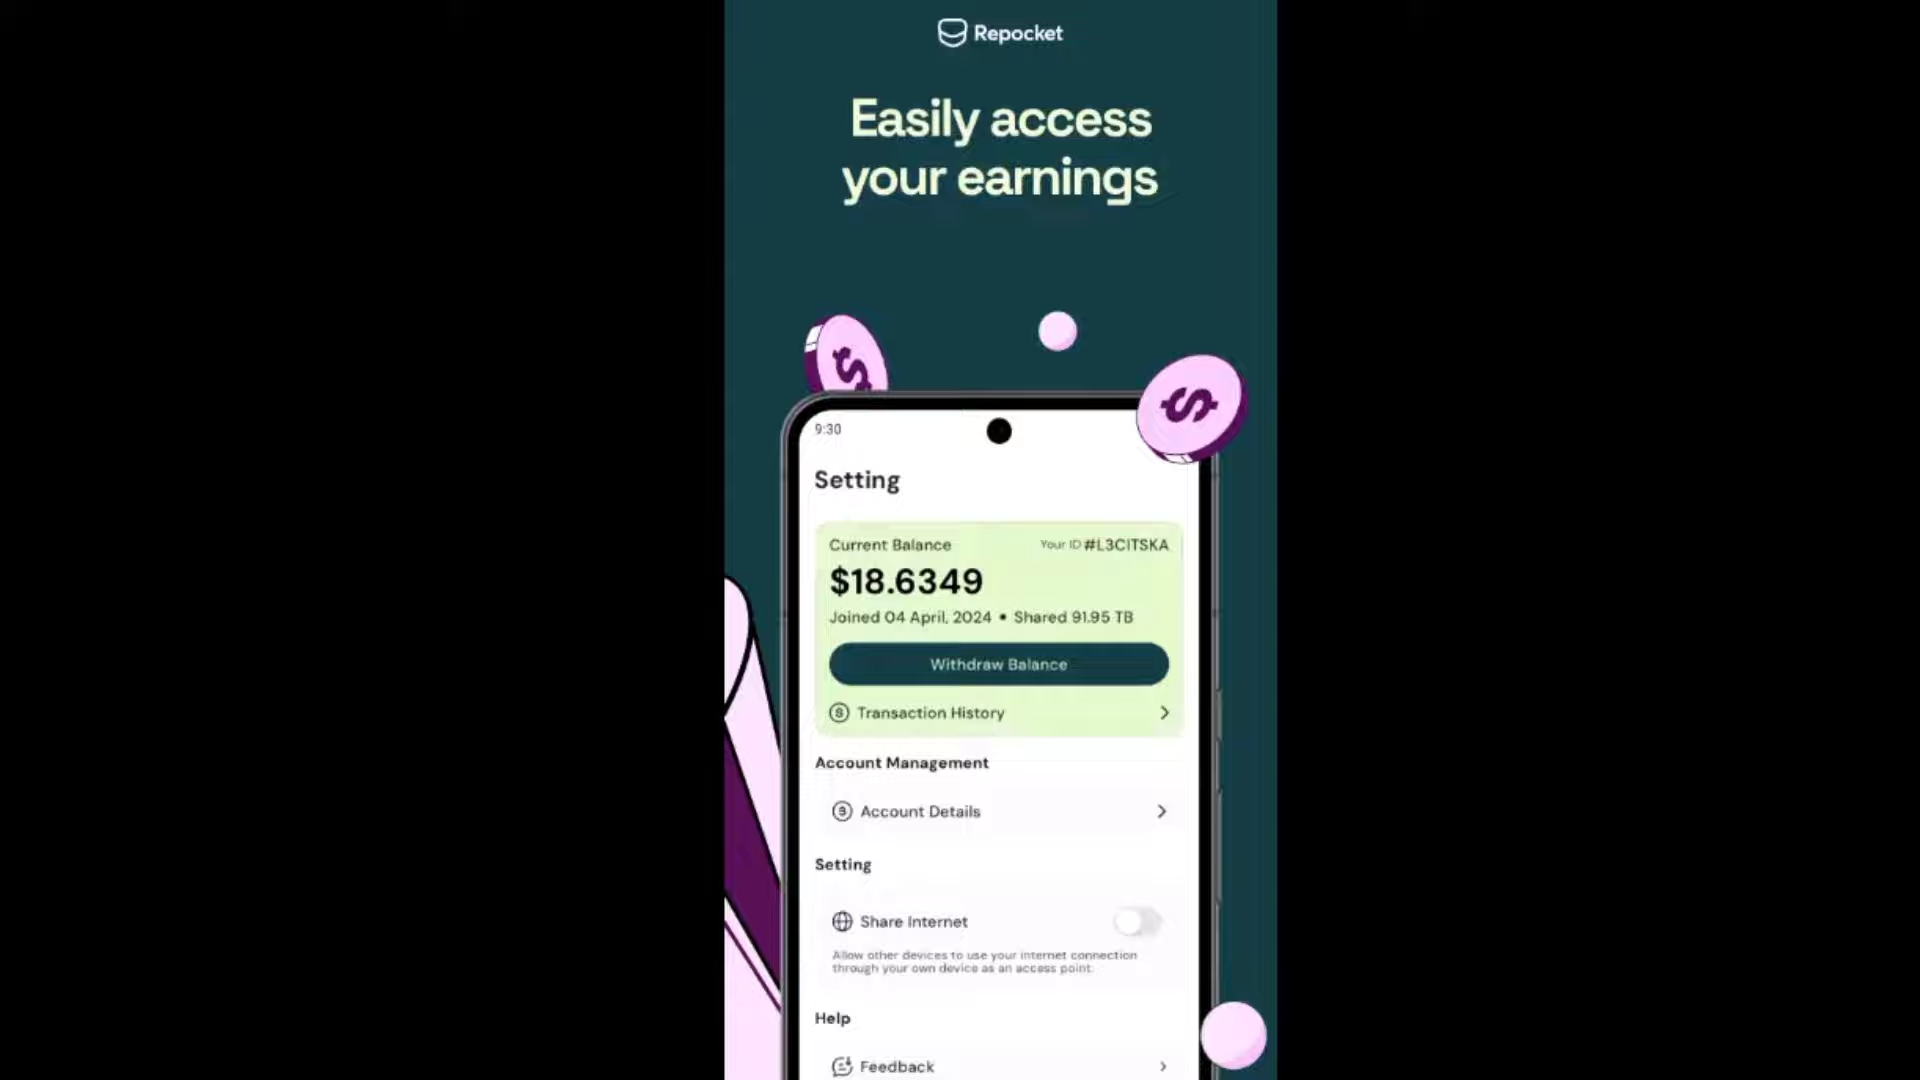 Repocket
Easily access
your earnings
9:30
Setting
Current Balance
Your ID #L3CITSKA
$18.6349
Joined 04 April, 2024 • Shared 91.95 TB
Withdraw Balance
Transaction History
Account Management
Account Details
Setting
Share Internet
Allow other devices to use your internet connection
through your own device as an access point.
Help
Feedback